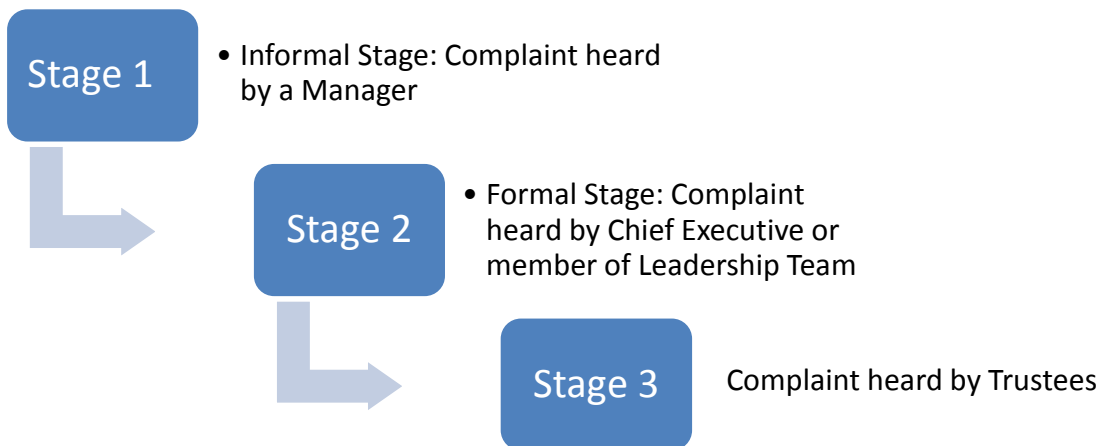 Stage 1
• Informal Stage: Complaint heard
by a Manager
Stage 2
• Formal Stage: Complaint
heard by Chief Executive or
member of Leadership Team
Stage 3
Complaint heard by Trustees